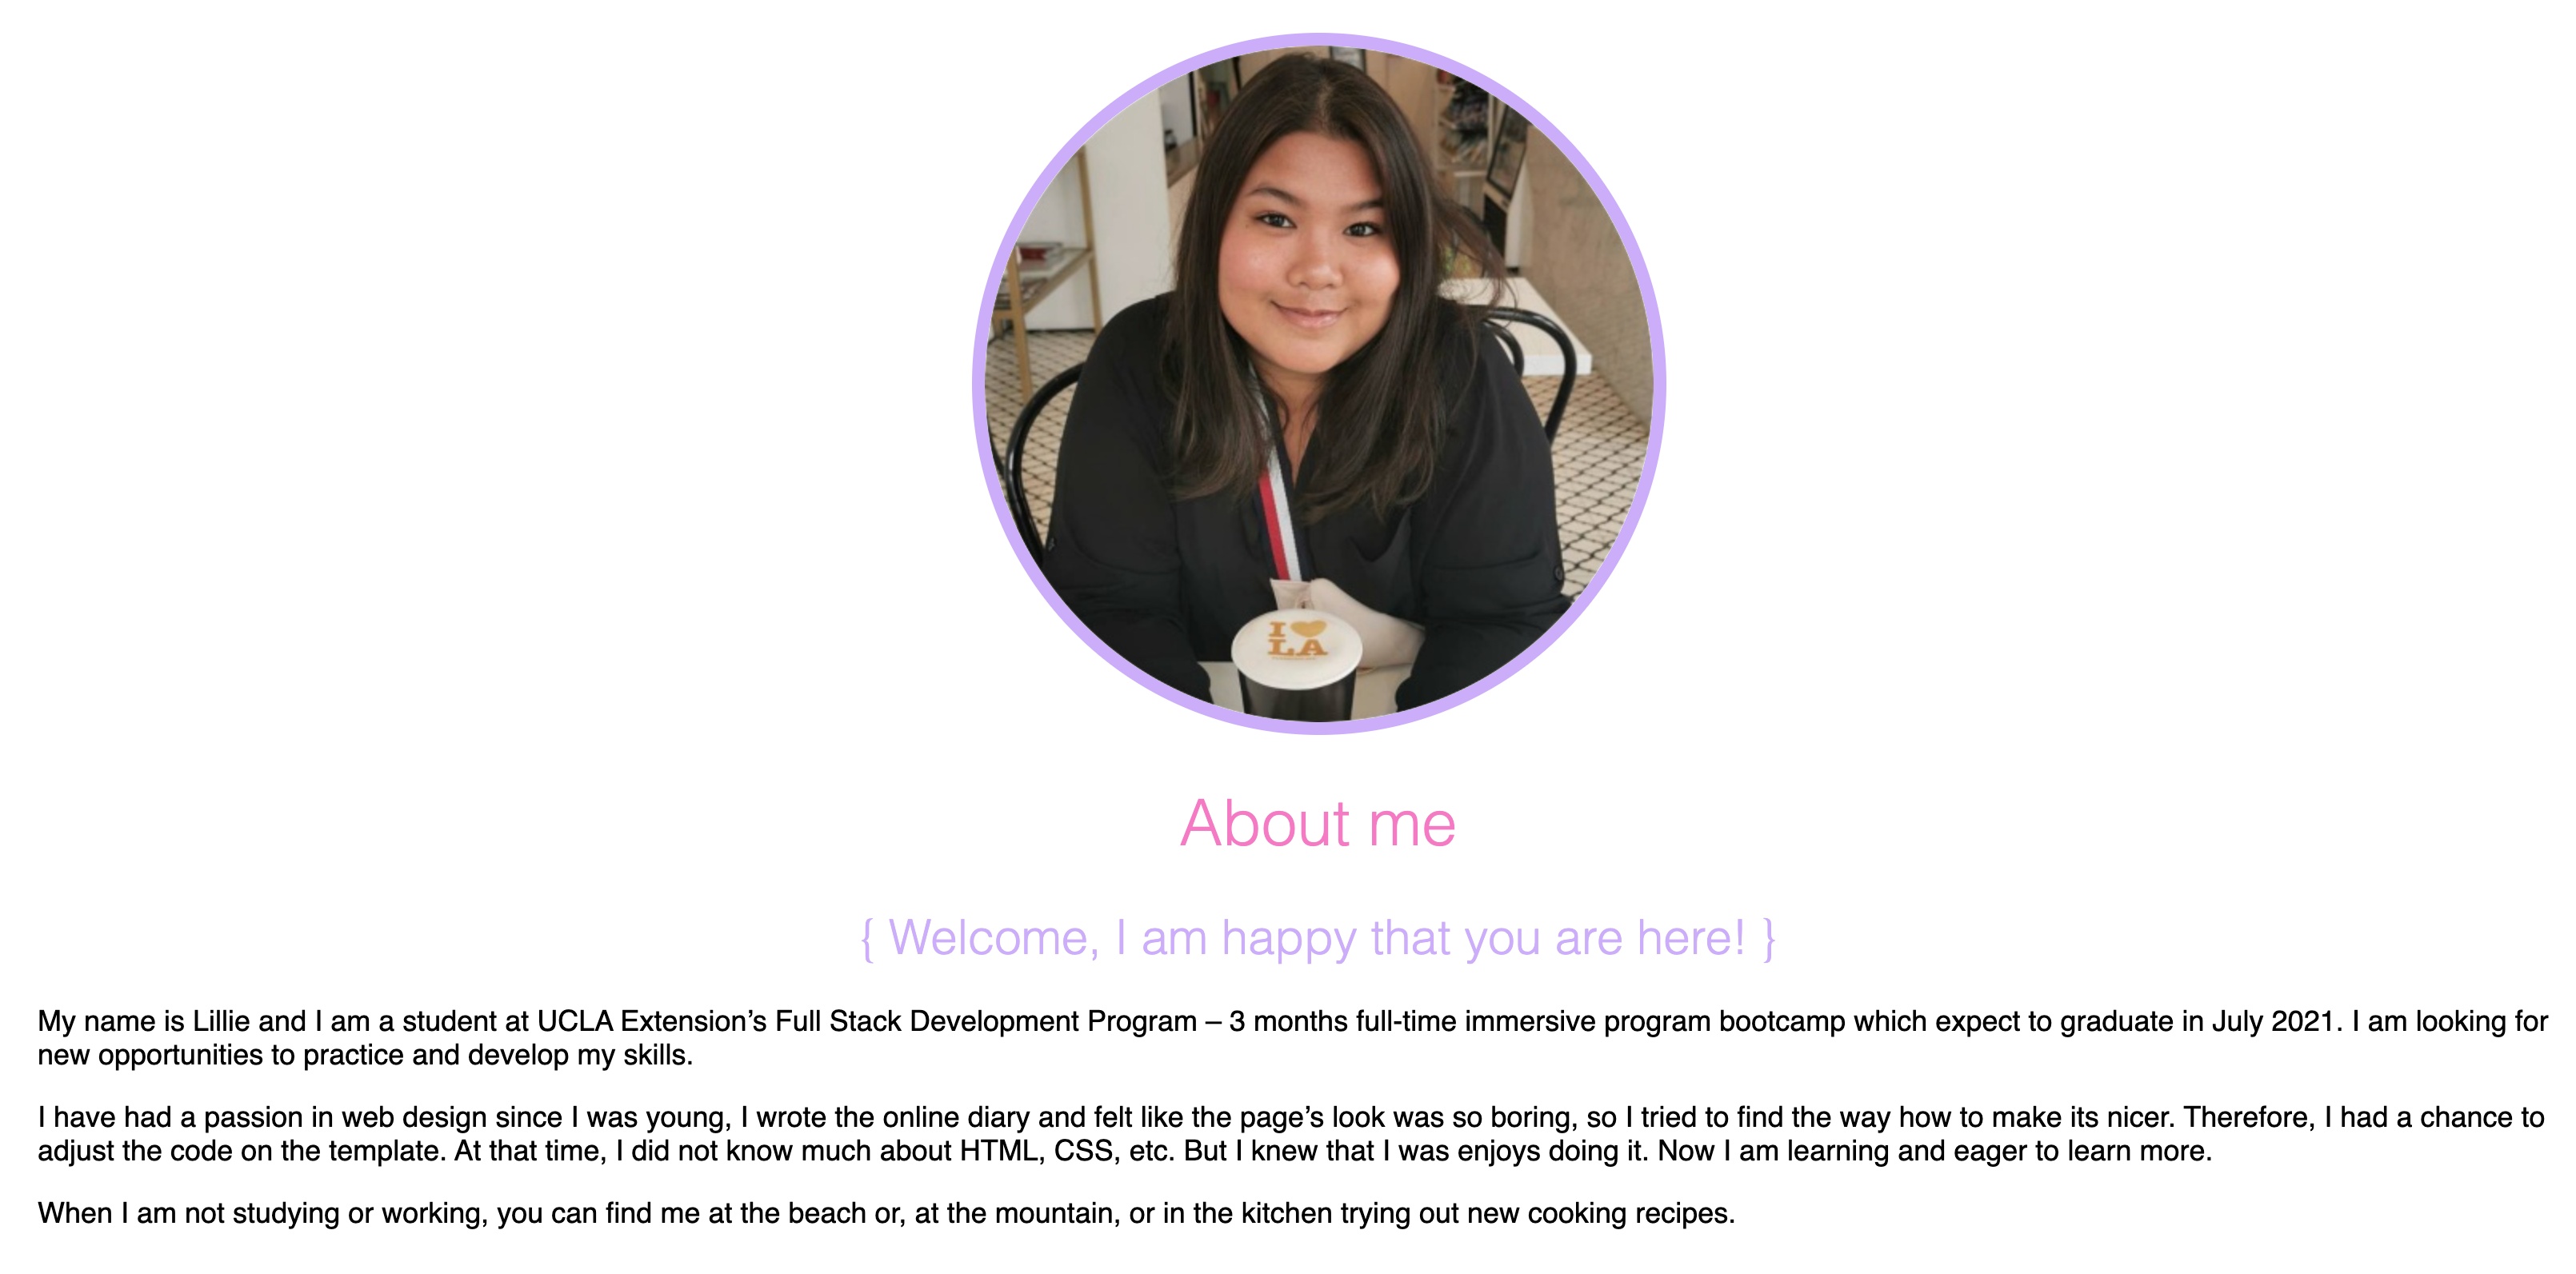 I ♥
LA
About me
{ Welcome, I am happy that you are here! }
My name is Lillie and I am a student at UCLA Extension’s Full Stack Development Program – 3 months full-time immersive program bootcamp which expect to graduate in July 2021. I am looking for
new opportunities to practice and develop my skills.
I have had a passion in web design since I was young, I wrote the online diary and felt like the page’s look was so boring, so I tried to find the way how to make its nicer. Therefore, I had a chance to
adjust the code on the template. At that time, I did not know much about HTML, CSS, etc. But I knew that I was enjoys doing it. Now I am learning and eager to learn more.
When I am not studying or working, you can find me at the beach or, at the mountain, or in the kitchen trying out new cooking recipes.